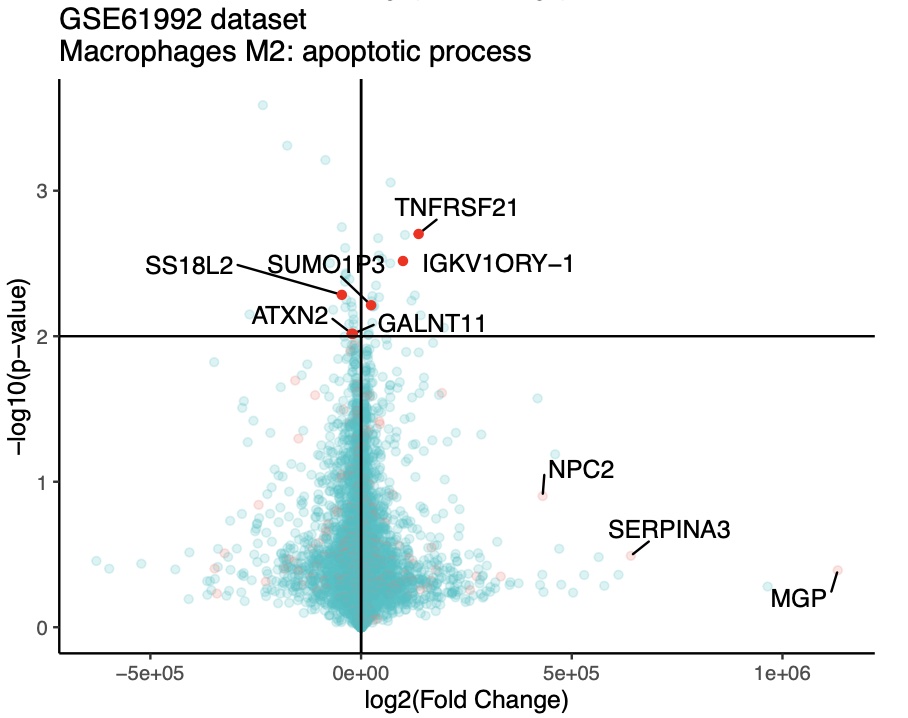 GSE61992 dataset
Macrophages M2: apoptotic process
−log10(p−value)
3
2
1
0
TNFRSF21
SS18L2
SUMO1P3
IGKV1ORY−1
ATXN2
GALNT11
NPC2
SERPINA3
MGP
−5e+05
0e+00
5e+05
1e+06
log2(Fold Change)